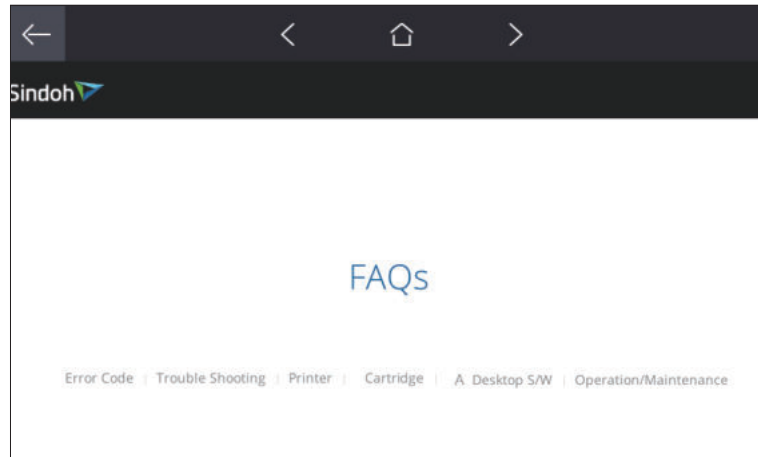 Sindoh
FAQs
Error Code | Trouble Shooting | Printer | Cartridge | A Desktop S/W | Operation/Maintenance